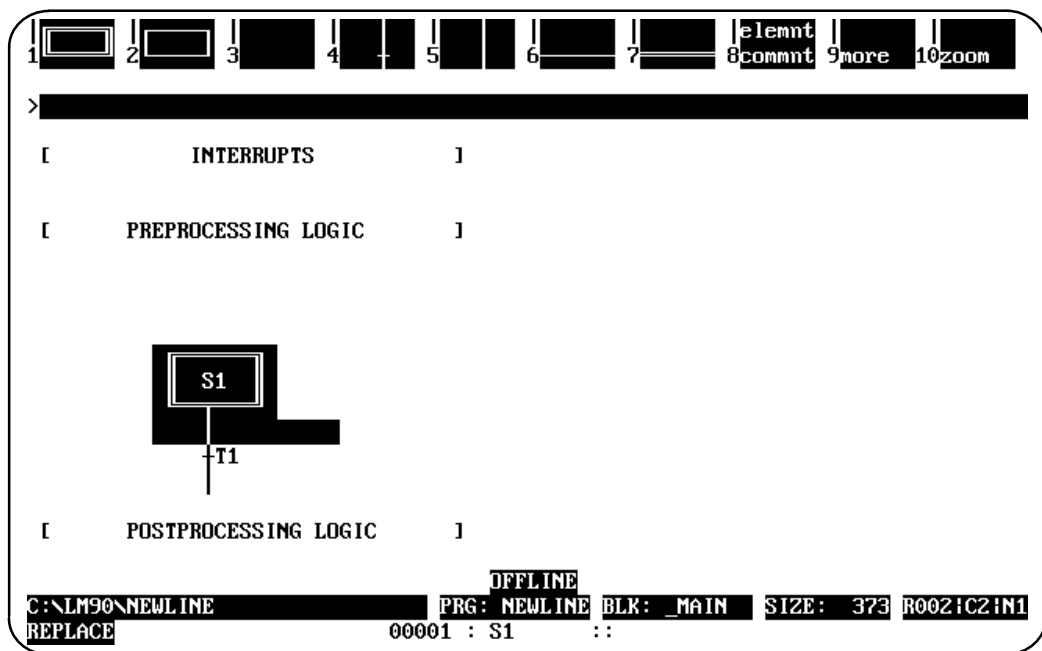 elemnt
1 2 3 4 5 6 7 8commnt 9more 10zoom
>
[ INTERRUPTS ]
[ PREPROCESSING LOGIC ]
S1
T1
[ POSTPROCESSING LOGIC ]
OFFLINE
C:\LM90\NEWLINE PRG: NEWLINE BLK: _MAIN SIZE: 373 R002¦C2¦N1
REPLACE 00001 : S1 ::